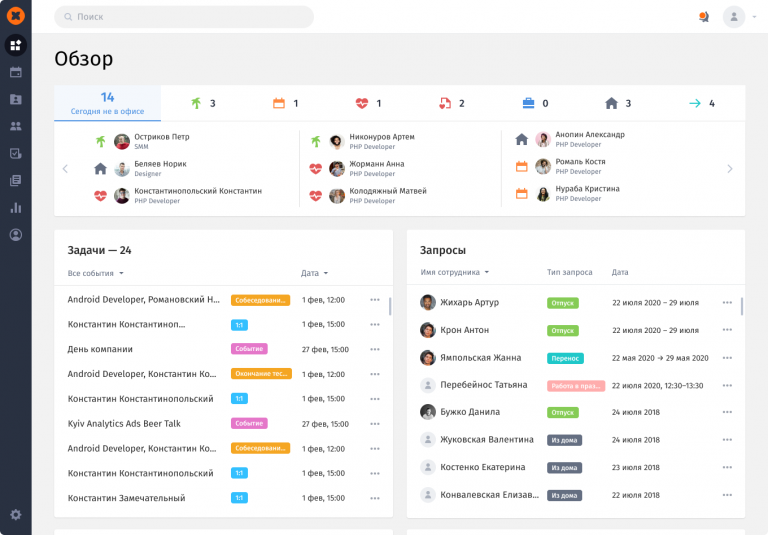 Поиск
Обзор
14
Сегодня не в офисе
3
1
1
2
0
3
4
Остриков Петр
SMM
Беляев Норик
Designer
Константинопольский Константин
PHP Developer
Никоноров Артем
PHP Developer
Жорманн Анна
PHP Developer
Колодяжный Матвей
PHP Developer
Анопин Александр
PHP Developer
Ромаль Костя
PHP Developer
Нураба Кристина
PHP Developer
Задачи — 24
Все события Дата
Android Developer, Романовский Н... Собеседовани... 1 фев, 12:00
Константин Константиноп... 1:1 1 фев, 15:00
День компании Событие 27 фев, 15:00
Android Developer, Константин Ко... Окончание тес... 1 фев, 12:00
Константин Константинопольский 1:1 1 фев, 15:00
Kyiv Analytics Ads Beer Talk Событие 27 фев, 15:00
Android Developer, Константин Ко... Собеседовани... 1 фев, 12:00
Константин Константинопольский 1:1 1 фев, 15:00
Константин Замечательный 1:1 1 фев, 15:00
Запросы
Имя сотрудника Тип запроса Дата
Жихарь Артур Отпуск 22 июля 2020 – 29 июля
Крон Антон Отпуск 22 июля 2020 – 29 июля
Ямпольская Жанна Перенос 22 мая 2020 → 29 мая 2020
Перебейнос Татьяна Работа в праз... 22 июля 2020, 12:30–13:30
Бужко Данила Отпуск 24 июля 2018
Жуковская Валентина Из дома 24 июля 2018
Костенко Екатерина Из дома 23 июля 2018
Конвалевская Елизав... Из дома 22 июля 2018